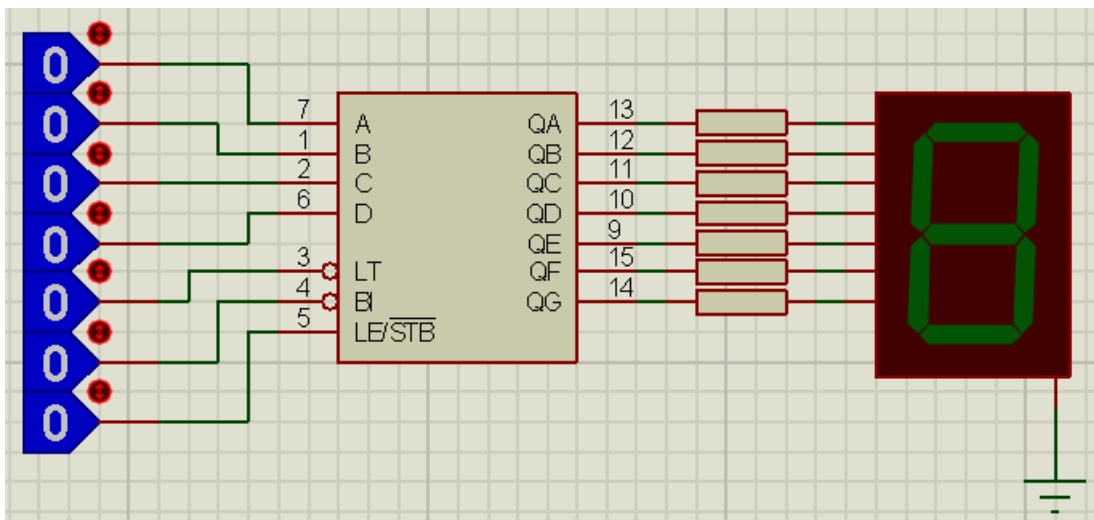 0
0
0
0
0
0
0
7 A QA 13
1 B QB 12
2 C QC 11
6 D QD 10
QE 9
3 LT QF 15
4 BI QG 14
5 LE/STB